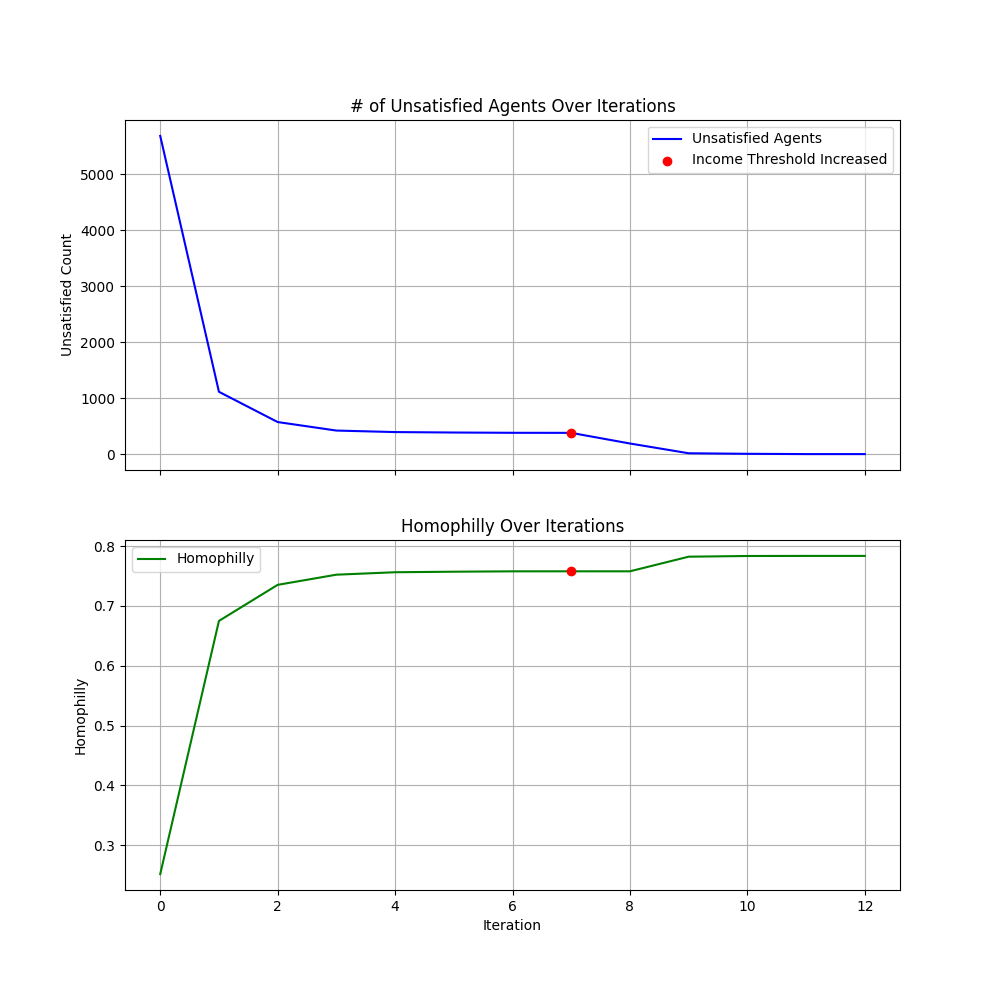 # of Unsatisfied Agents Over Iterations
Unsatisfied Agents
Income Threshold Increased
Unsatisfied Count
5000
4000
3000
2000
1000
0
Homophilly Over Iterations
Homophilly
Homophilly
0.8
0.7
0.6
0.5
0.4
0.3
0 2 4 6 8 10 12
Iteration